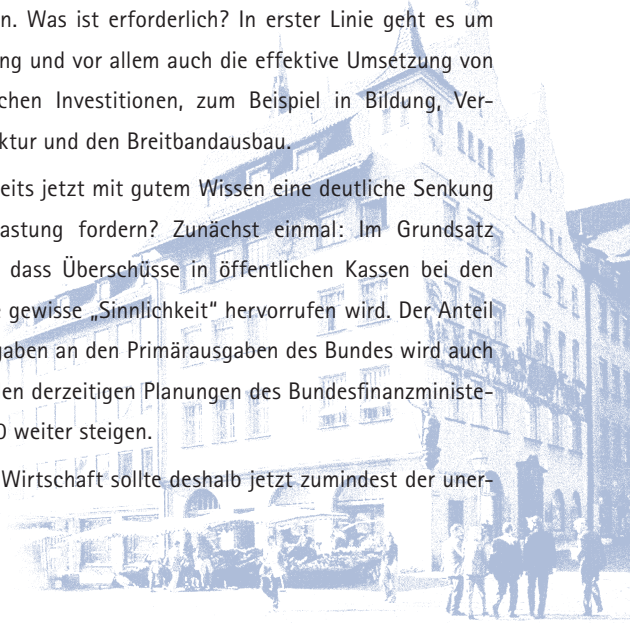 n. Was ist erforderlich? In erster Linie geht es um
ng und vor allem auch die effektive Umsetzung von
chen Investitionen, zum Beispiel in Bildung, Ver-
ktur und den Breitbandausbau.
eits jetzt mit gutem Wissen eine deutliche Senkung
astung fordern? Zunächst einmal: Im Grundsatz
dass Überschüsse in öffentlichen Kassen bei den
e gewisse „Sinnlichkeit" hervorrufen wird. Der Anteil
gaben an den Primärausgaben des Bundes wird auch
en derzeitigen Planungen des Bundesfinanzministe-
0 weiter steigen.
Wirtschaft sollte deshalb jetzt zumindest der uner-